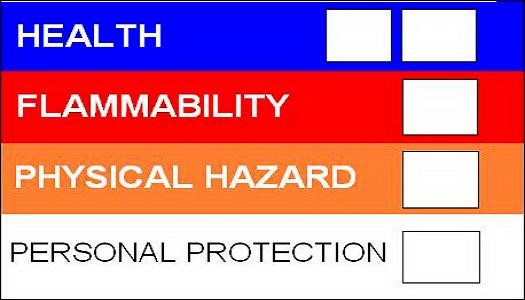 HEALTH
FLAMMABILITY
PHYSICAL HAZARD
PERSONAL PROTECTION